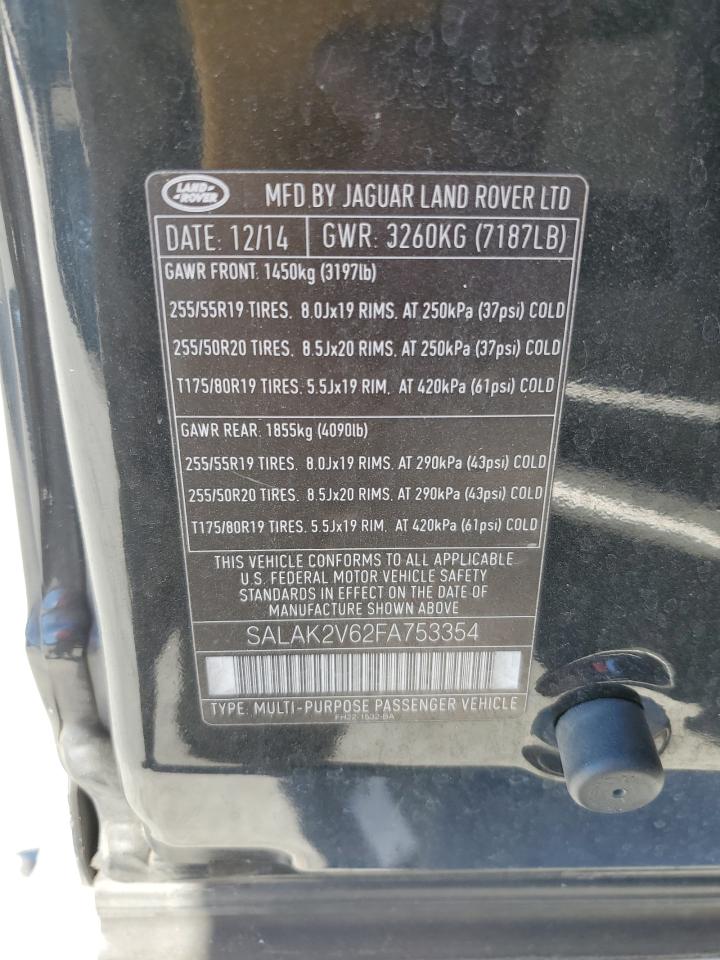 LAND ROVER
MFD BY JAGUAR LAND ROVER LTD
DATE: 12/14 GWR: 3260KG (7187LB)
GAWR FRONT: 1450kg (3197lb)
255/55R19 TIRES. 8.0Jx19 RIMS. AT 250kPa (37psi) COLD
255/50R20 TIRES. 8.5Jx20 RIMS. AT 250kPa (37psi) COLD
T175/80R19 TIRES. 5.5Jx19 RIM. AT 420kPa (61psi) COLD
GAWR REAR: 1855kg (4090lb)
255/55R19 TIRES. 8.0Jx19 RIMS. AT 290kPa (43psi) COLD
255/50R20 TIRES. 8.5Jx20 RIMS. AT 290kPa (43psi) COLD
T175/80R19 TIRES. 5.5Jx19 RIM. AT 420kPa (61psi) COLD
THIS VEHICLE CONFORMS TO ALL APPLICABLE
U.S. FEDERAL MOTOR VEHICLE SAFETY
STANDARDS IN EFFECT ON THE DATE OF
MANUFACTURE SHOWN ABOVE
SALAK2V62FA753354
TYPE: MULTI-PURPOSE PASSENGER VEHICLE
FH22-1532-BA